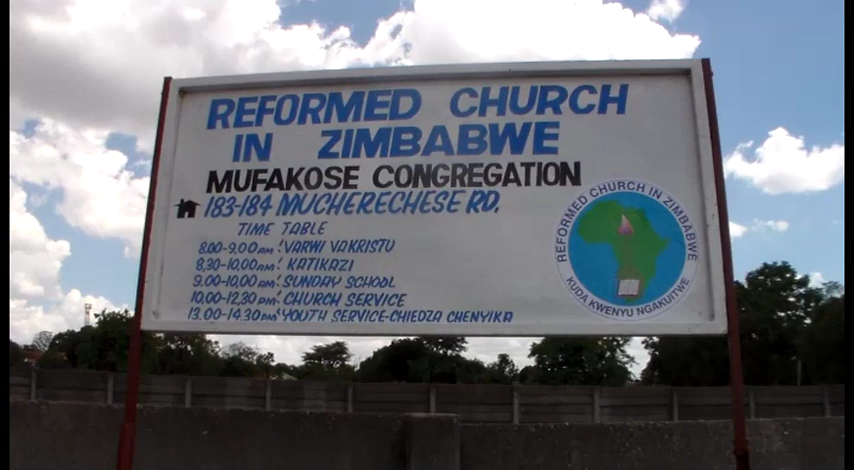 REFORMED CHURCH
IN ZIMBABWE
MUFAKOSE CONGREGATION
183-184 MUCHERECHESE RD,
TIME TABLE
8.00-9.00AM: VARWI VAKRISTU
8.30-10.00AM: KATIKAZI
9.00-10.00AM: SUNDAY SCHOOL
10.00-12.30PM: CHURCH SERVICE
13.00-14.30PM: YOUTH SERVICE-CHIEDZA CHENYIKA
REFORMED CHURCH IN ZIMBABWE
KUDA KWENYU NGAKUITWE